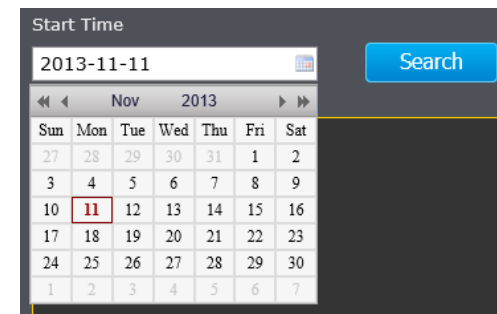 Start Time
2013-11-11 Search
Nov 2013
Sun Mon Tue Wed Thu Fri Sat
27 28 29 30 31 1 2
3 4 5 6 7 8 9
10 11 12 13 14 15 16
17 18 19 20 21 22 23
24 25 26 27 28 29 30
1 2 3 4 5 6 7